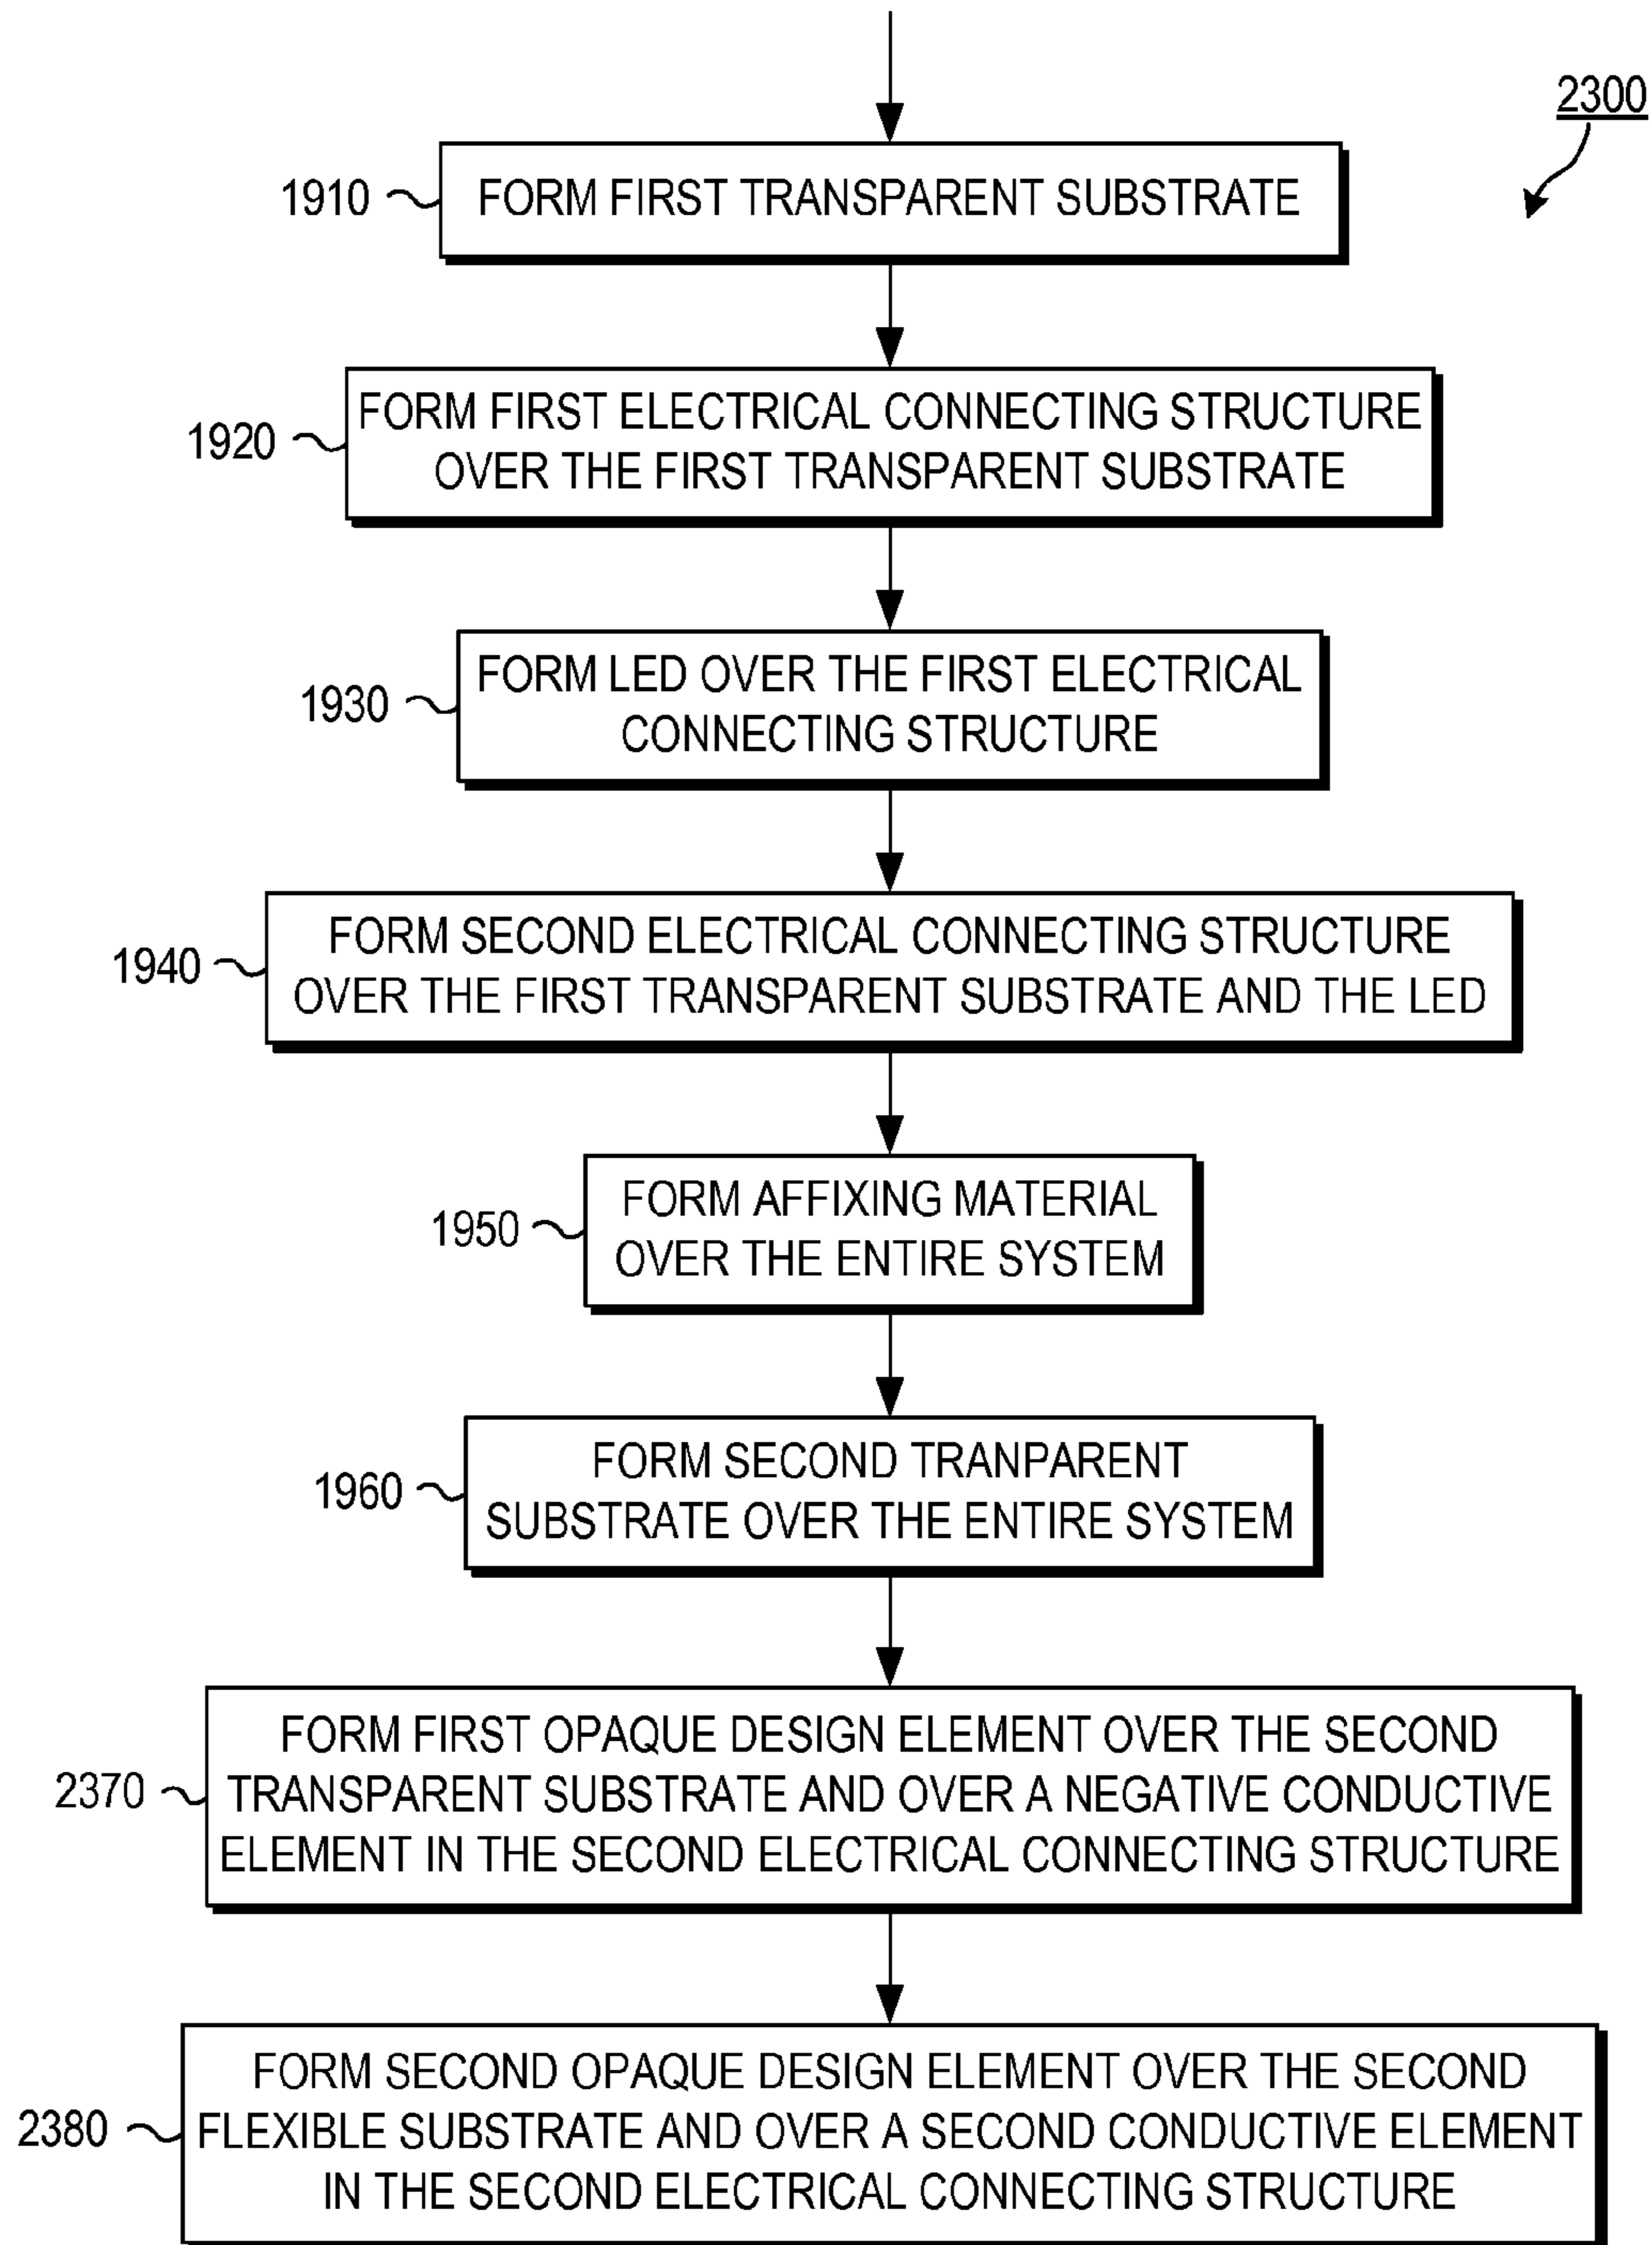 2300
1910
FORM FIRST TRANSPARENT SUBSTRATE
1920
FORM FIRST ELECTRICAL CONNECTING STRUCTURE
OVER THE FIRST TRANSPARENT SUBSTRATE
1930
FORM LED OVER THE FIRST ELECTRICAL
CONNECTING STRUCTURE
1940
FORM SECOND ELECTRICAL CONNECTING STRUCTURE
OVER THE FIRST TRANSPARENT SUBSTRATE AND THE LED
1950
FORM AFFIXING MATERIAL
OVER THE ENTIRE SYSTEM
1960
FORM SECOND TRANPARENT
SUBSTRATE OVER THE ENTIRE SYSTEM
2370
FORM FIRST OPAQUE DESIGN ELEMENT OVER THE SECOND
TRANSPARENT SUBSTRATE AND OVER A NEGATIVE CONDUCTIVE
ELEMENT IN THE SECOND ELECTRICAL CONNECTING STRUCTURE
2380
FORM SECOND OPAQUE DESIGN ELEMENT OVER THE SECOND
FLEXIBLE SUBSTRATE AND OVER A SECOND CONDUCTIVE ELEMENT
IN THE SECOND ELECTRICAL CONNECTING STRUCTURE